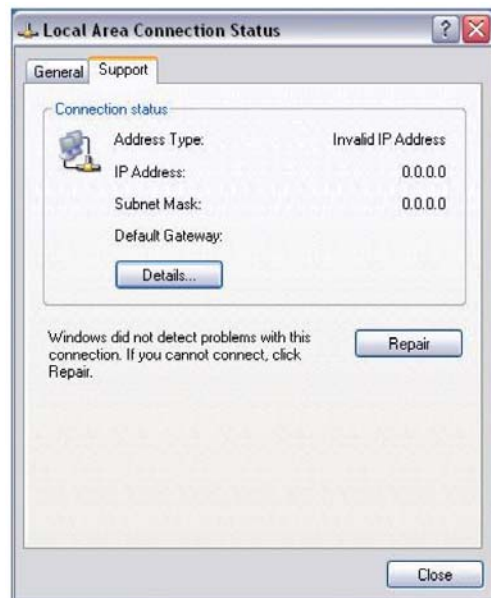 Local Area Connection Status
General Support
Connection status
Address Type: Invalid IP Address
IP Address: 0.0.0.0
Subnet Mask: 0.0.0.0
Default Gateway:
Details...
Windows did not detect problems with this
connection. If you cannot connect, click
Repair.
Repair
Close